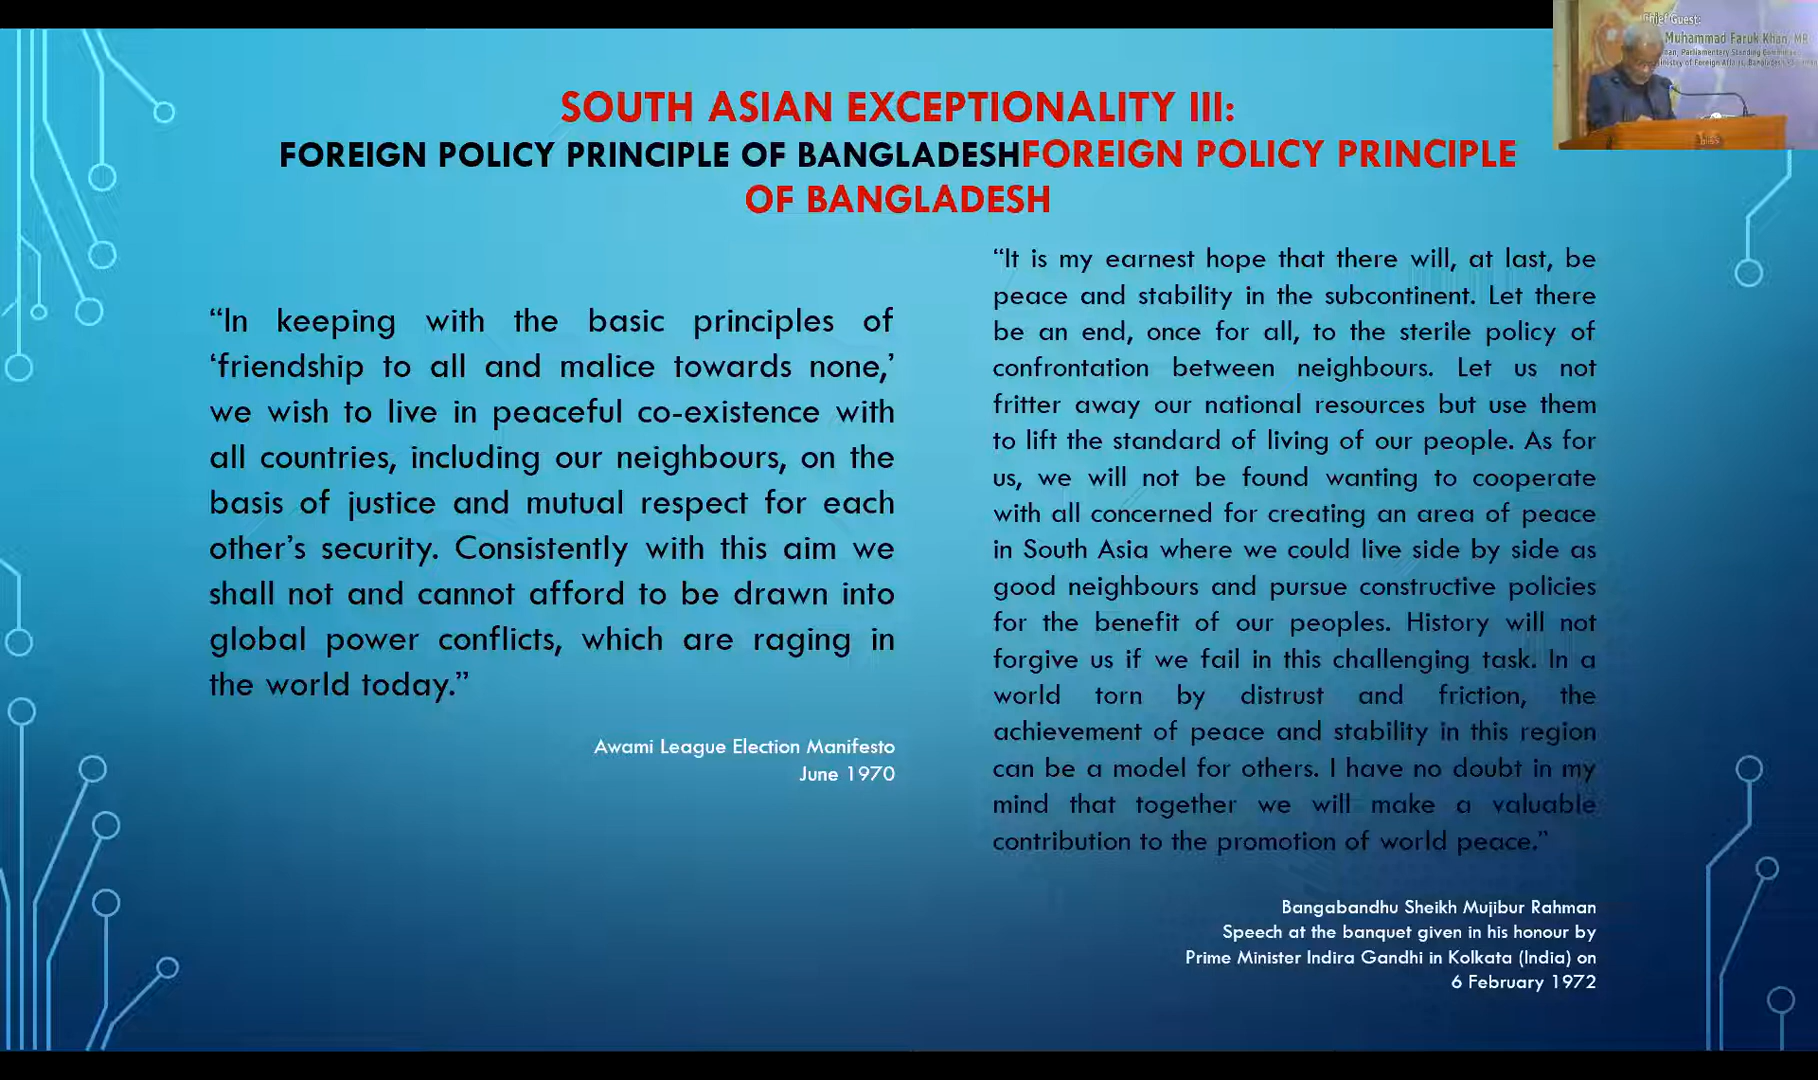 SOUTH ASIAN EXCEPTIONALITY III:
FOREIGN POLICY PRINCIPLE OF BANGLADESHFOREIGN POLICY PRINCIPLE
OF BANGLADESH
“In keeping with the basic principles of
‘friendship to all and malice towards none,’
we wish to live in peaceful co-existence with
all countries, including our neighbours, on the
basis of justice and mutual respect for each
other’s security. Consistently with this aim we
shall not and cannot afford to be drawn into
global power conflicts, which are raging in
the world today.”
Awami League Election Manifesto
June 1970
“It is my earnest hope that there will, at last, be
peace and stability in the subcontinent. Let there
be an end, once for all, to the sterile policy of
confrontation between neighbours. Let us not
fritter away our national resources but use them
to lift the standard of living of our people. As for
us, we will not be found wanting to cooperate
with all concerned for creating an area of peace
in South Asia where we could live side by side as
good neighbours and pursue constructive policies
for the benefit of our peoples. History will not
forgive us if we fail in this challenging task. In a
world torn by distrust and friction, the
achievement of peace and stability in this region
can be a model for others. I have no doubt in my
mind that together we will make a valuable
contribution to the promotion of world peace.”
Bangabandhu Sheikh Mujibur Rahman
Speech at the banquet given in his honour by
Prime Minister Indira Gandhi in Kolkata (India) on
6 February 1972
Chief Guest:
Muhammad Faruk Khan, MP
Parliamentary Standing
Ministry of Foreign Affairs, Bangladesh